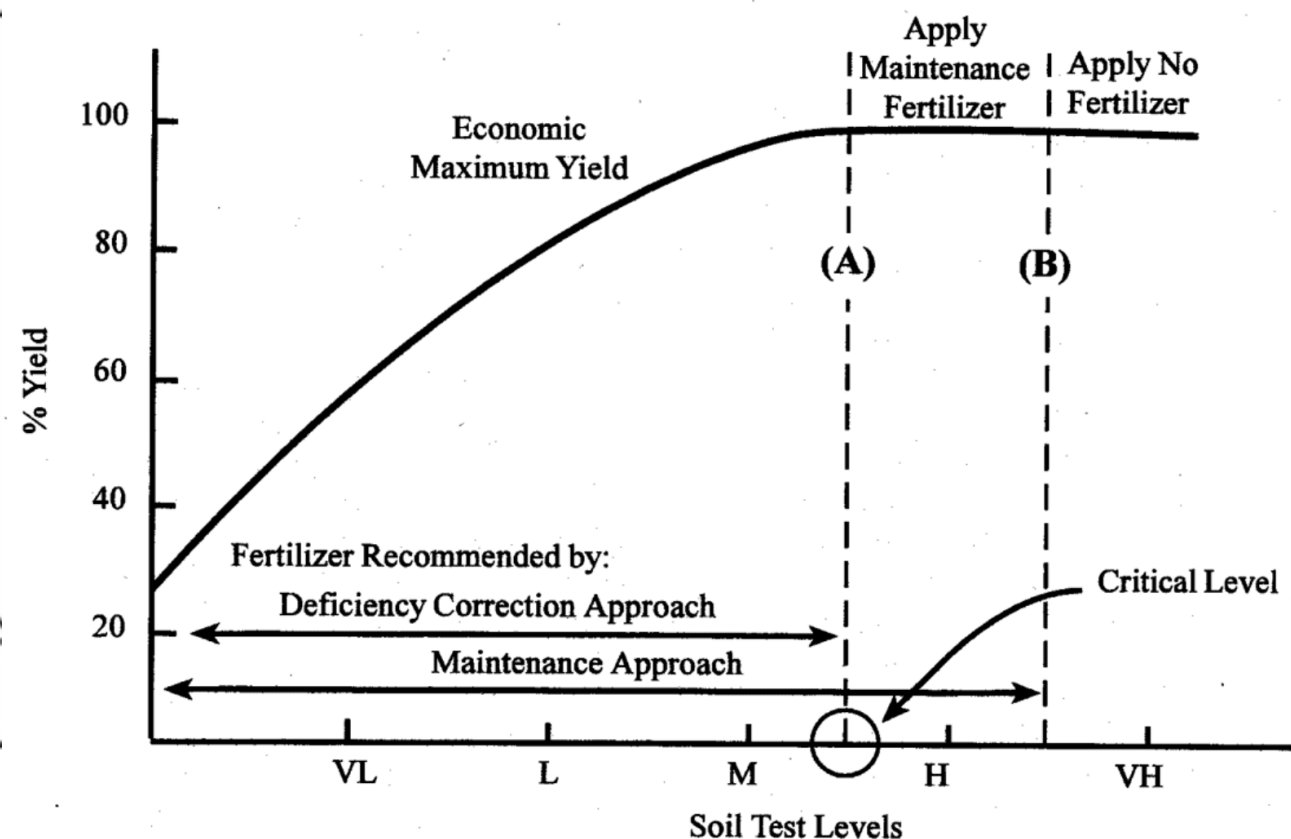 Apply
Maintenance
Fertilizer
Apply No
Fertilizer
100
Economic
Maximum Yield
80
(A)
(B)
60
% Yield
40
Fertilizer Recommended by:
Deficiency Correction Approach
Critical Level
20
Maintenance Approach
VL
L
M
H
VH
Soil Test Levels